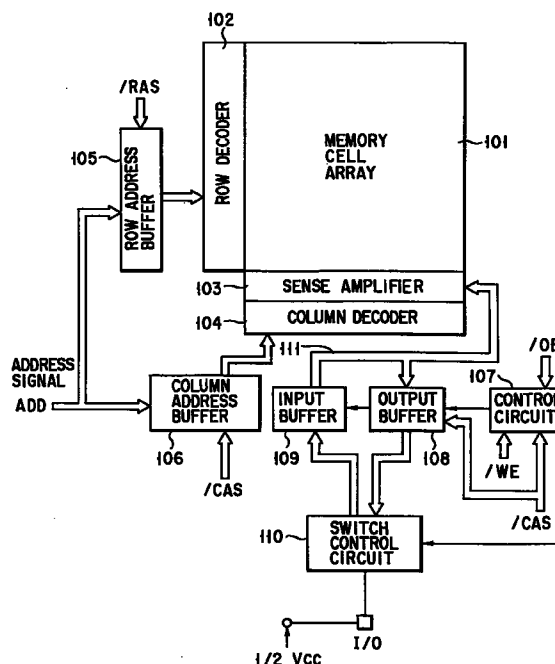 102
/RAS
105
ROW ADDRESS
BUFFER
ROW DECODER
MEMORY
CELL
ARRAY
101
103
SENSE AMPLIFIER
104
COLUMN DECODER
111
ADDRESS
SIGNAL
ADD
COLUMN
ADDRESS
BUFFER
106
/CAS
INPUT
BUFFER
109
OUTPUT
BUFFER
108
/OE
107
CONTROL
CIRCUIT
/WE
/CAS
110
SWITCH
CONTROL
CIRCUIT
I/O
1/2 VCC